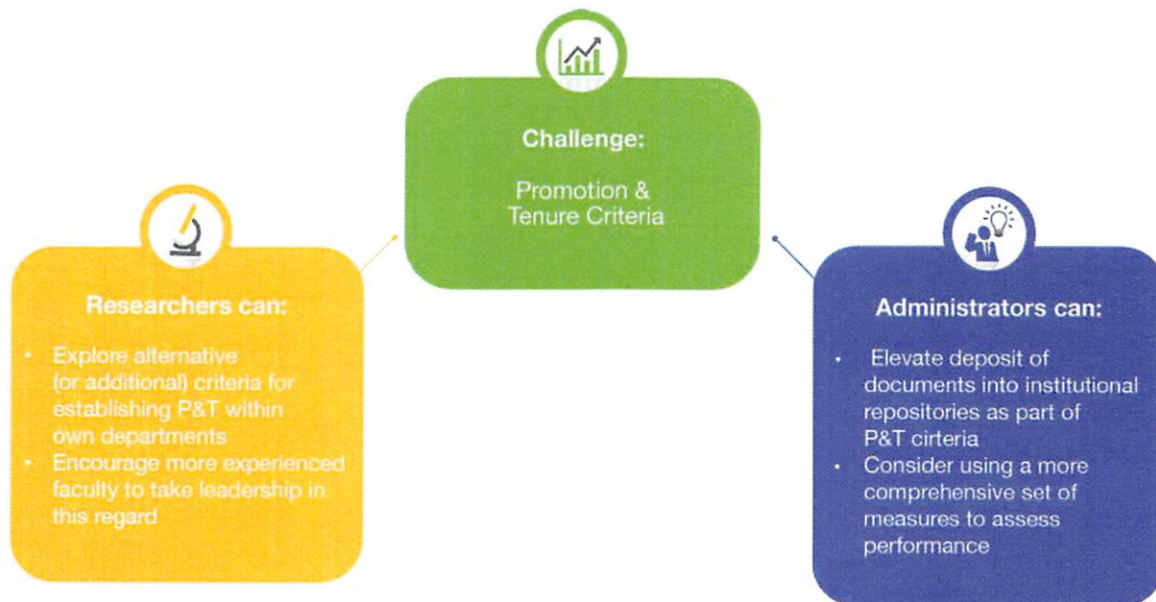 Challenge:
Promotion &
Tenure Criteria
Researchers can:
• Explore alternative
(or additional) criteria for
establishing P&T within
own departments
• Encourage more experienced
faculty to take leadership in
this regard
Administrators can:
• Elevate deposit of
documents into institutional
repositories as part of
P&T cirteria
• Consider using a more
comprehensive set of
measures to assess
performance